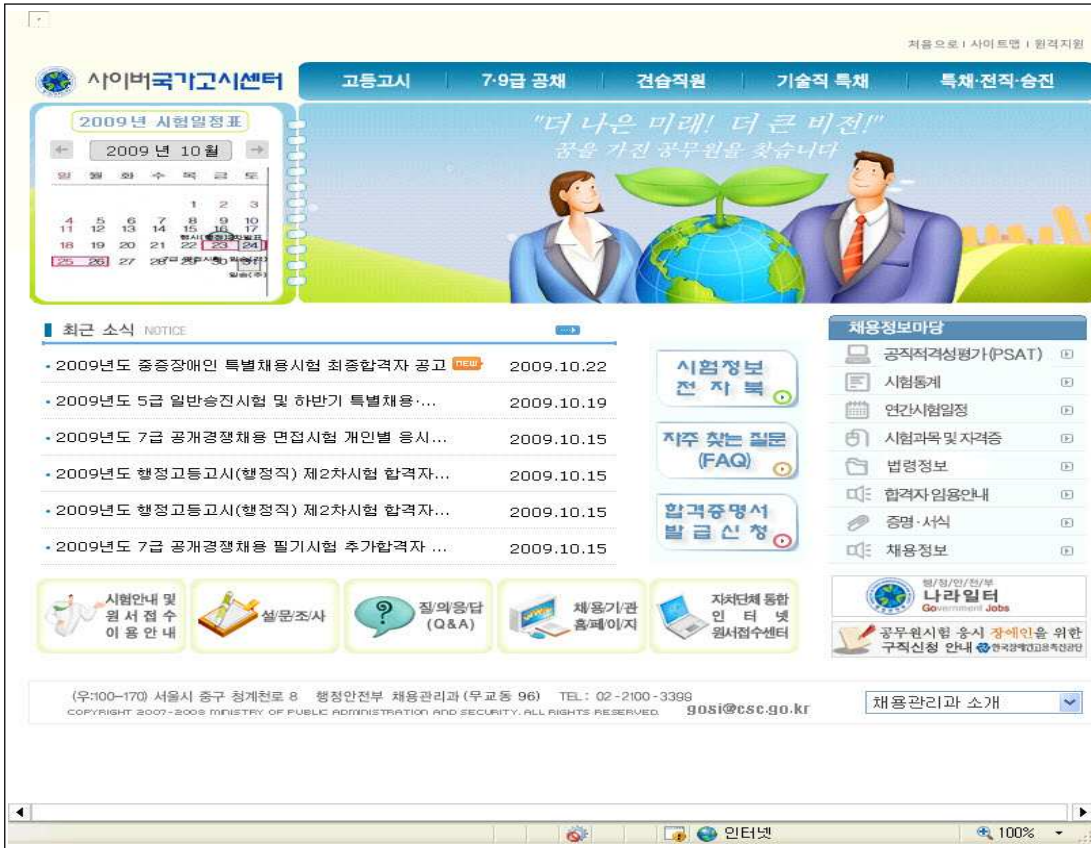 처음으로 | 사이트맵 | 원격지원
사이버국가고시센터
고등고시 7·9급 공채 견습직원 기술직 특채 특채·전직·승진
2009년 시험일정표
2009 년 10 월
일 월 화 수 목 금 토
1 2 3
4 5 6 7 8 9 10
11 12 13 14 15 16 17
18 19 20 21 22 23 24
25 26 27 28 29 30 31
"더 나은 미래! 더 큰 비전!"
꿈을 가진 공무원을 찾습니다
최근 소식 NOTICE
· 2009년도 중증장애인 특별채용시험 최종합격자 공고 NEW 2009.10.22
· 2009년도 5급 일반승진시험 및 하반기 특별채용·... 2009.10.19
· 2009년도 7급 공개경쟁채용 면접시험 개인별 응시... 2009.10.15
· 2009년도 행정고등고시(행정직) 제2차시험 합격자... 2009.10.15
· 2009년도 행정고등고시(행정직) 제2차시험 합격자... 2009.10.15
· 2009년도 7급 공개경쟁채용 필기시험 추가합격자 ... 2009.10.15
시험정보
전 자 북
자주 찾는 질문
(FAQ)
합격증명서
발 급 신 청
채용정보마당
공직적격성평가(PSAT)
시험통계
연간시험일정
시험과목 및 자격증
법령정보
합격자 임용안내
증명·서식
채용정보
시험안내 및
원 서 접 수
이 용 안 내
설/문/조/사
질/의/응/답
(Q&A)
채/용/기/관
홈/페/이/지
자치단체 통합
인 터 넷
원서접수센터
행/정/안/전/부
나라일터
Government Jobs
공무원시험 응시 장애인을 위한
구직신청 안내 한국장애인고용촉진공단
(우:100-170) 서울시 중구 청계천로 8 행정안전부 채용관리과 (무교동 96) TEL : 02-2100-3399
COPYRIGHT 2007-2009 MINISTRY OF PUBLIC ADMINISTRATION AND SECURITY. ALL RIGHTS RESERVED. gosi@csc.go.kr
채용관리과 소개
인터넷 100%